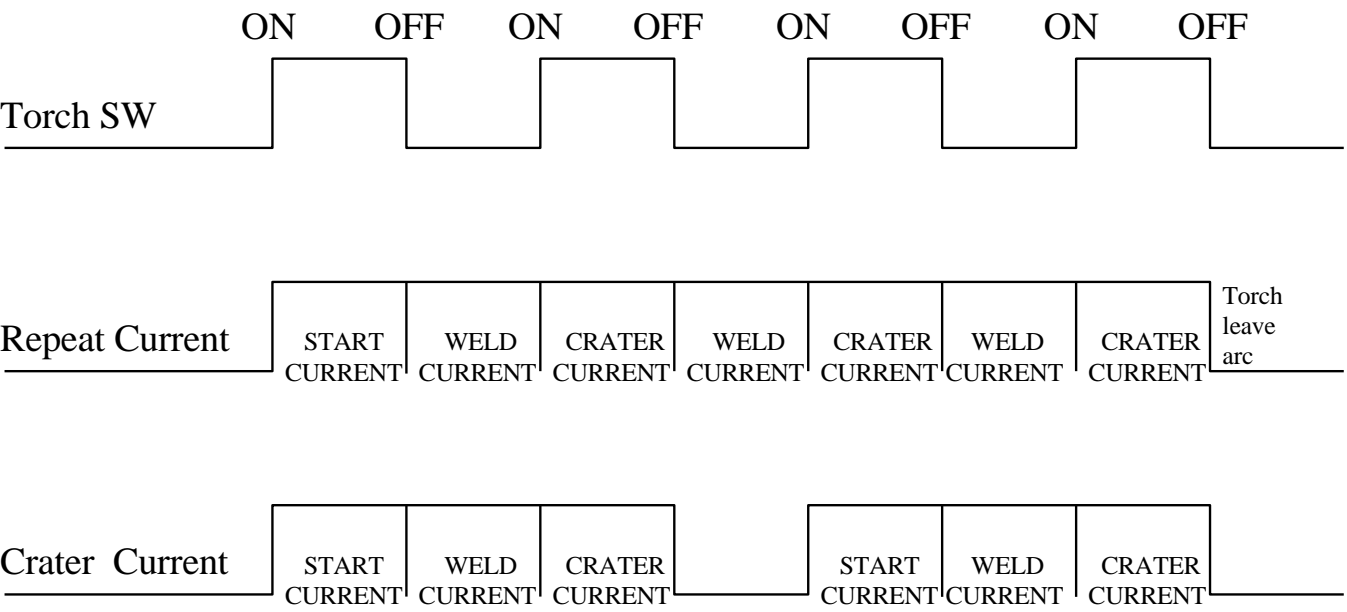 ON OFF ON OFF ON OFF ON OFF
Torch SW
Repeat Current
START CURRENT
WELD CURRENT
CRATER CURRENT
WELD CURRENT
CRATER CURRENT
WELD CURRENT
CRATER CURRENT
Torch
leave
arc
Crater Current
START CURRENT
WELD CURRENT
CRATER CURRENT
START CURRENT
WELD CURRENT
CRATER CURRENT